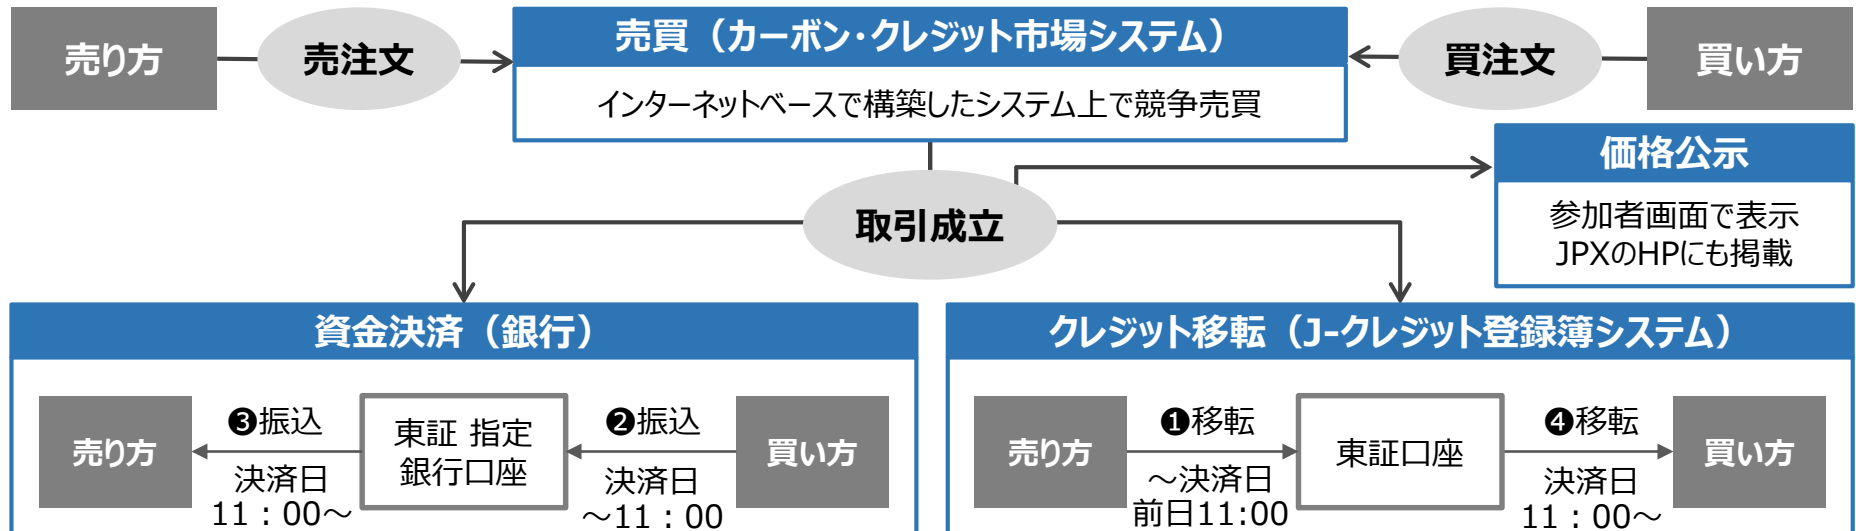 売り方
売注文
売買（カーボン・クレジット市場システム）
インターネットベースで構築したシステム上で競争売買
買注文
買い方
価格公示
参加者画面で表示
JPXのHPにも掲載
取引成立
資金決済（銀行）
売り方
❸振込
決済日
11：00～
東証 指定
銀行口座
❷振込
決済日
～11：00
買い方
クレジット移転（J-クレジット登録簿システム）
売り方
❶移転
～決済日
前日11:00
東証口座
❹移転
決済日
11：00～
買い方